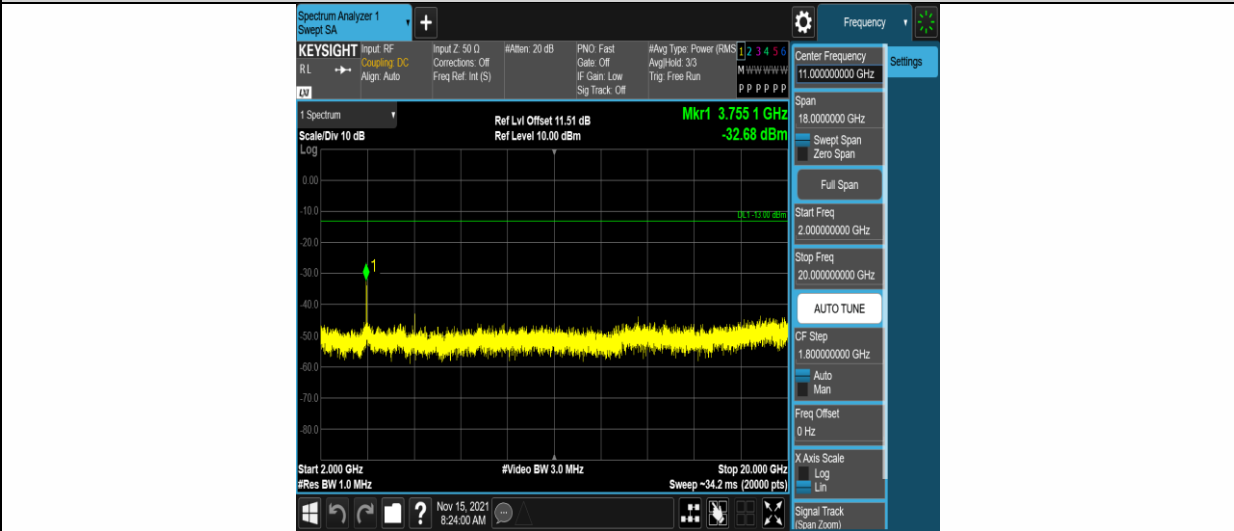 Spectrum Analyzer 1
Swept SA
+
Frequency
KEYSIGHT
RL
LXI
Input: RF
Coupling: DC
Align: Auto
Input Z: 50 Ω
Corrections: Off
Freq Ref: Int (S)
#Atten: 20 dB
PNO: Fast
Gate: Off
IF Gain: Low
Sig Track: Off
#Avg Type: Power (RMS
Avg|Hold: 3/3
Trig: Free Run
1 2 3 4 5 6
M W W W W W
P P P P P P
1 Spectrum
Scale/Div 10 dB
Ref Lvl Offset 11.51 dB
Ref Level 10.00 dBm
Mkr1 3.755 1 GHz
-32.68 dBm
Log
0.00
-10.0
DL1 -13.00 dBm
-20.0
-30.0
1
-40.0
-50.0
-60.0
-70.0
-80.0
Start 2.000 GHz
#Video BW 3.0 MHz
Stop 20.000 GHz
#Res BW 1.0 MHz
Sweep ~34.2 ms (20000 pts)
?
Nov 15, 2021
8:24:00 AM
Center Frequency
11.000000000 GHz
Settings
Span
18.0000000 GHz
Swept Span
Zero Span
Full Span
Start Freq
2.000000000 GHz
Stop Freq
20.000000000 GHz
AUTO TUNE
CF Step
1.800000000 GHz
Auto
Man
Freq Offset
0 Hz
X Axis Scale
Log
Lin
Signal Track
(Span Zoom)